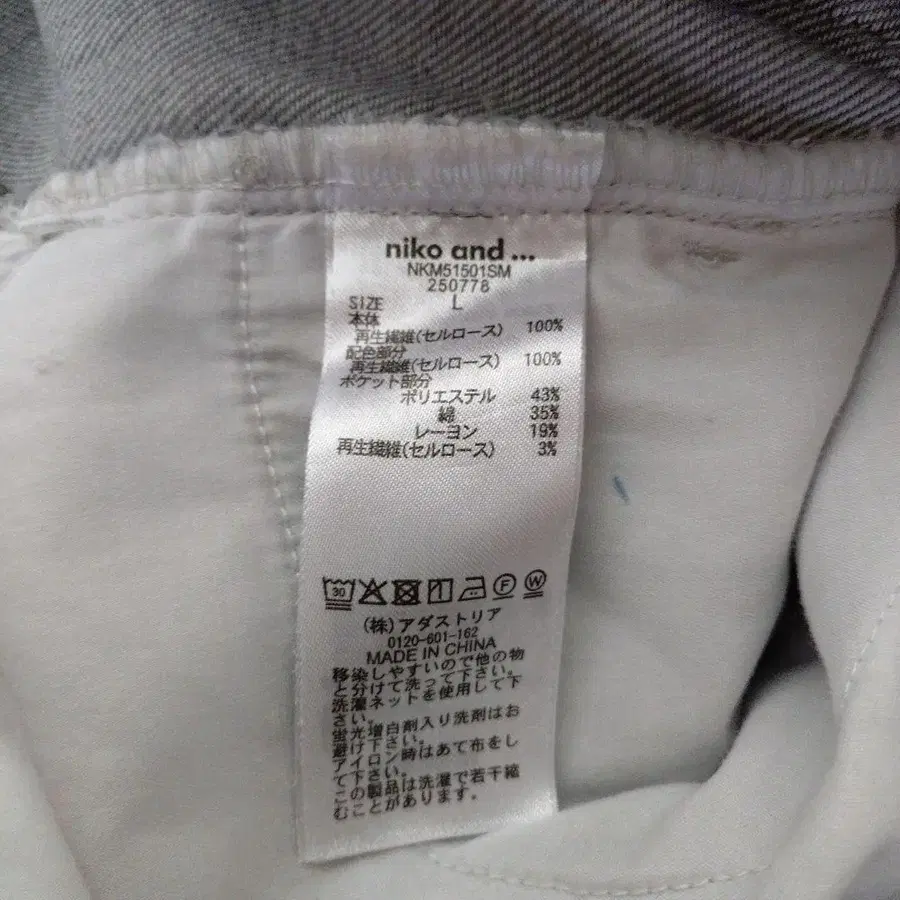 niko and ...
NKM51501SM
250778
SIZE L
本体
再生繊維(セルロース) 100%
配色部分
再生繊維(セルロース) 100%
ポケット部分
ポリエステル 43%
綿 35%
レーヨン 19%
再生繊維(セルロース) 3%
30 F W
(株)アダストリア
0120-601-162
MADE IN CHINA
移染しやすいので他の物
と分けて洗って下さい。
洗濯ネットを使用して下
さい。
蛍光増白剤入り洗剤はお
避け下さい。
アイロン時はあて布をし
て下さい。
この製品は洗濯で若干縮
むことがあります。